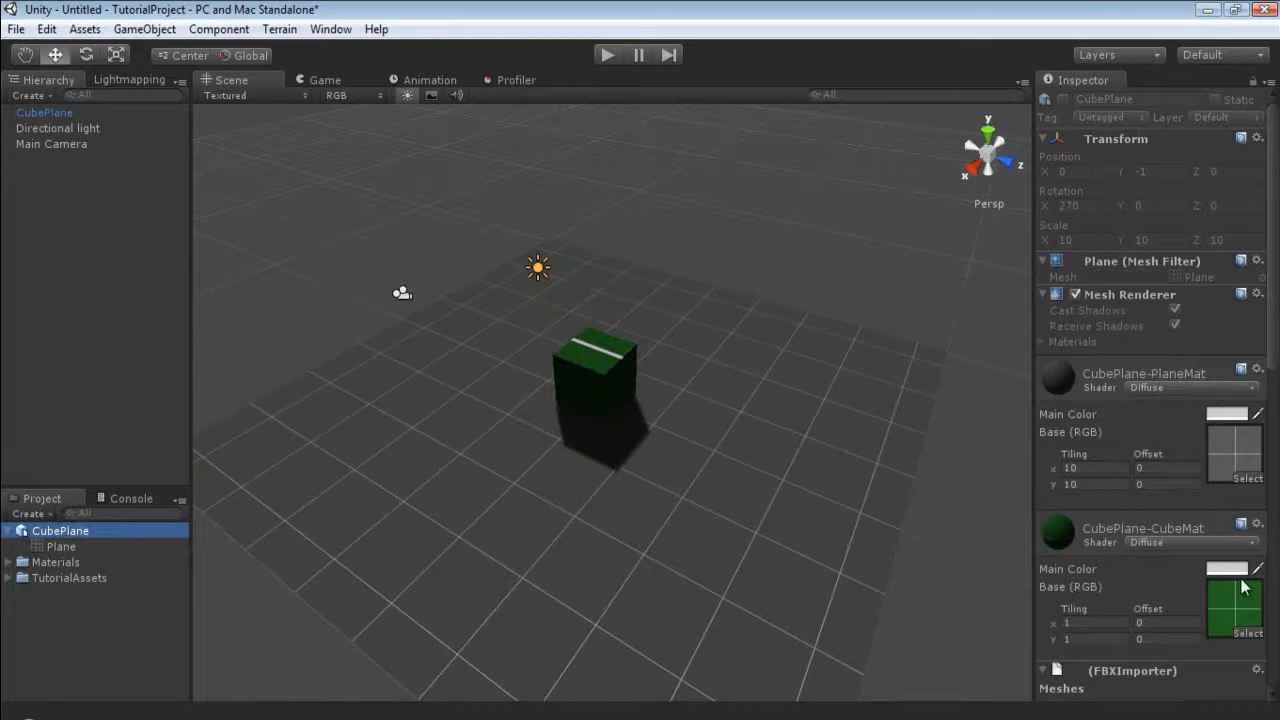 Unity - Untitled - TutorialProject - PC and Mac Standalone*
File Edit Assets GameObject Component Terrain Window Help
Center Global Layers Default
Hierarchy Lightmapping
Create All
CubePlane
Directional light
Main Camera
Scene Game Animation Profiler
Textured RGB All
y
x
z
Persp
Project Console
Create All
CubePlane
Plane
Materials
TutorialAssets
Inspector
CubePlane Static
Tag Untagged Layer Default
Transform
Position
X 0 Y -1 Z 0
Rotation
X 270 Y 0 Z 0
Scale
X 10 Y 10 Z 10
Plane (Mesh Filter)
Mesh Plane
Mesh Renderer
Cast Shadows
Receive Shadows
Materials
CubePlane-PlaneMat
Shader Diffuse
Main Color
Base (RGB)
Tiling Offset
x 10 0
y 10 0
Select
CubePlane-CubeMat
Shader Diffuse
Main Color
Base (RGB)
Tiling Offset
x 1 0
y 1 0
Select
(FBXImporter)
Meshes